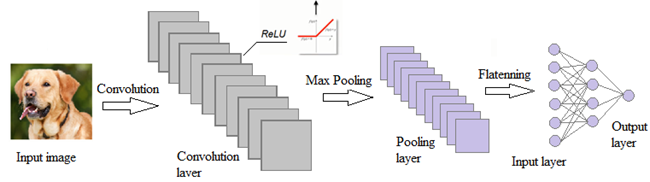 ReLU
Convolution
Max Pooling
Flatenning
Input image
Convolution
layer
Pooling
layer
Input layer
Output
layer